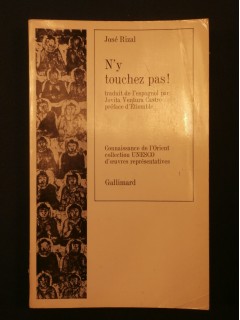 José Rizal
N'y
touchez pas!
traduit de l'espagnol par
Jovita Ventura Castro
préface d'Étiemble
Connaissance de l'Orient
collection UNESCO
d'œuvres représentatives
Gallimard